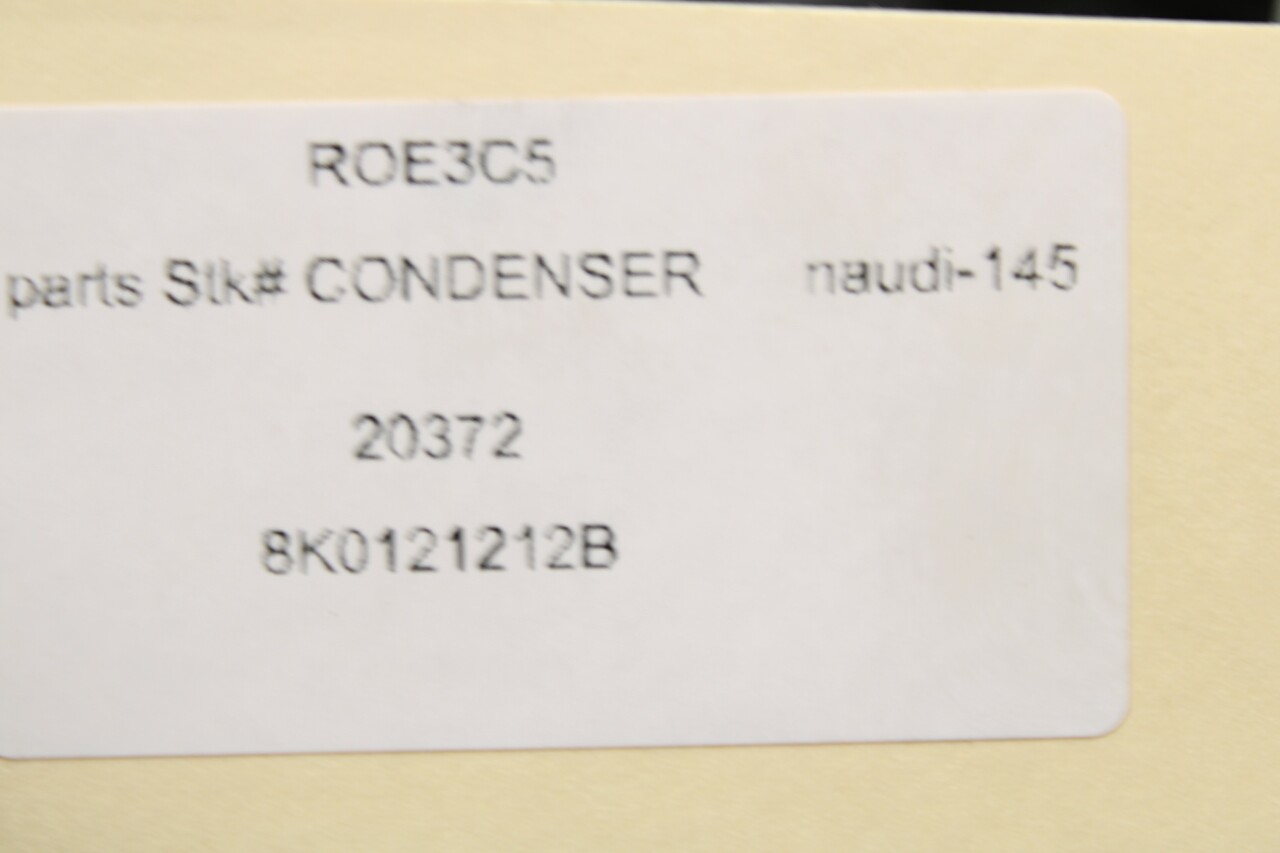 ROE3C5
parts Stk# CONDENSER naudi-145
20372
8K0121212B